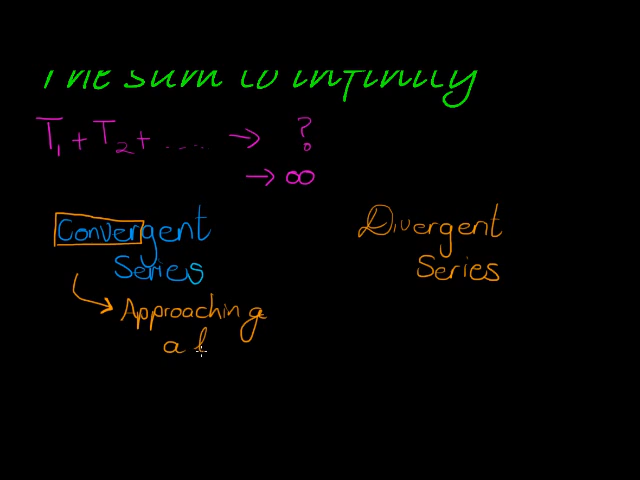 The sum to infinity
T₁ + T₂ + ..... → ?
→ ∞
Convergent
Series
Divergent
Series
Approaching
a l